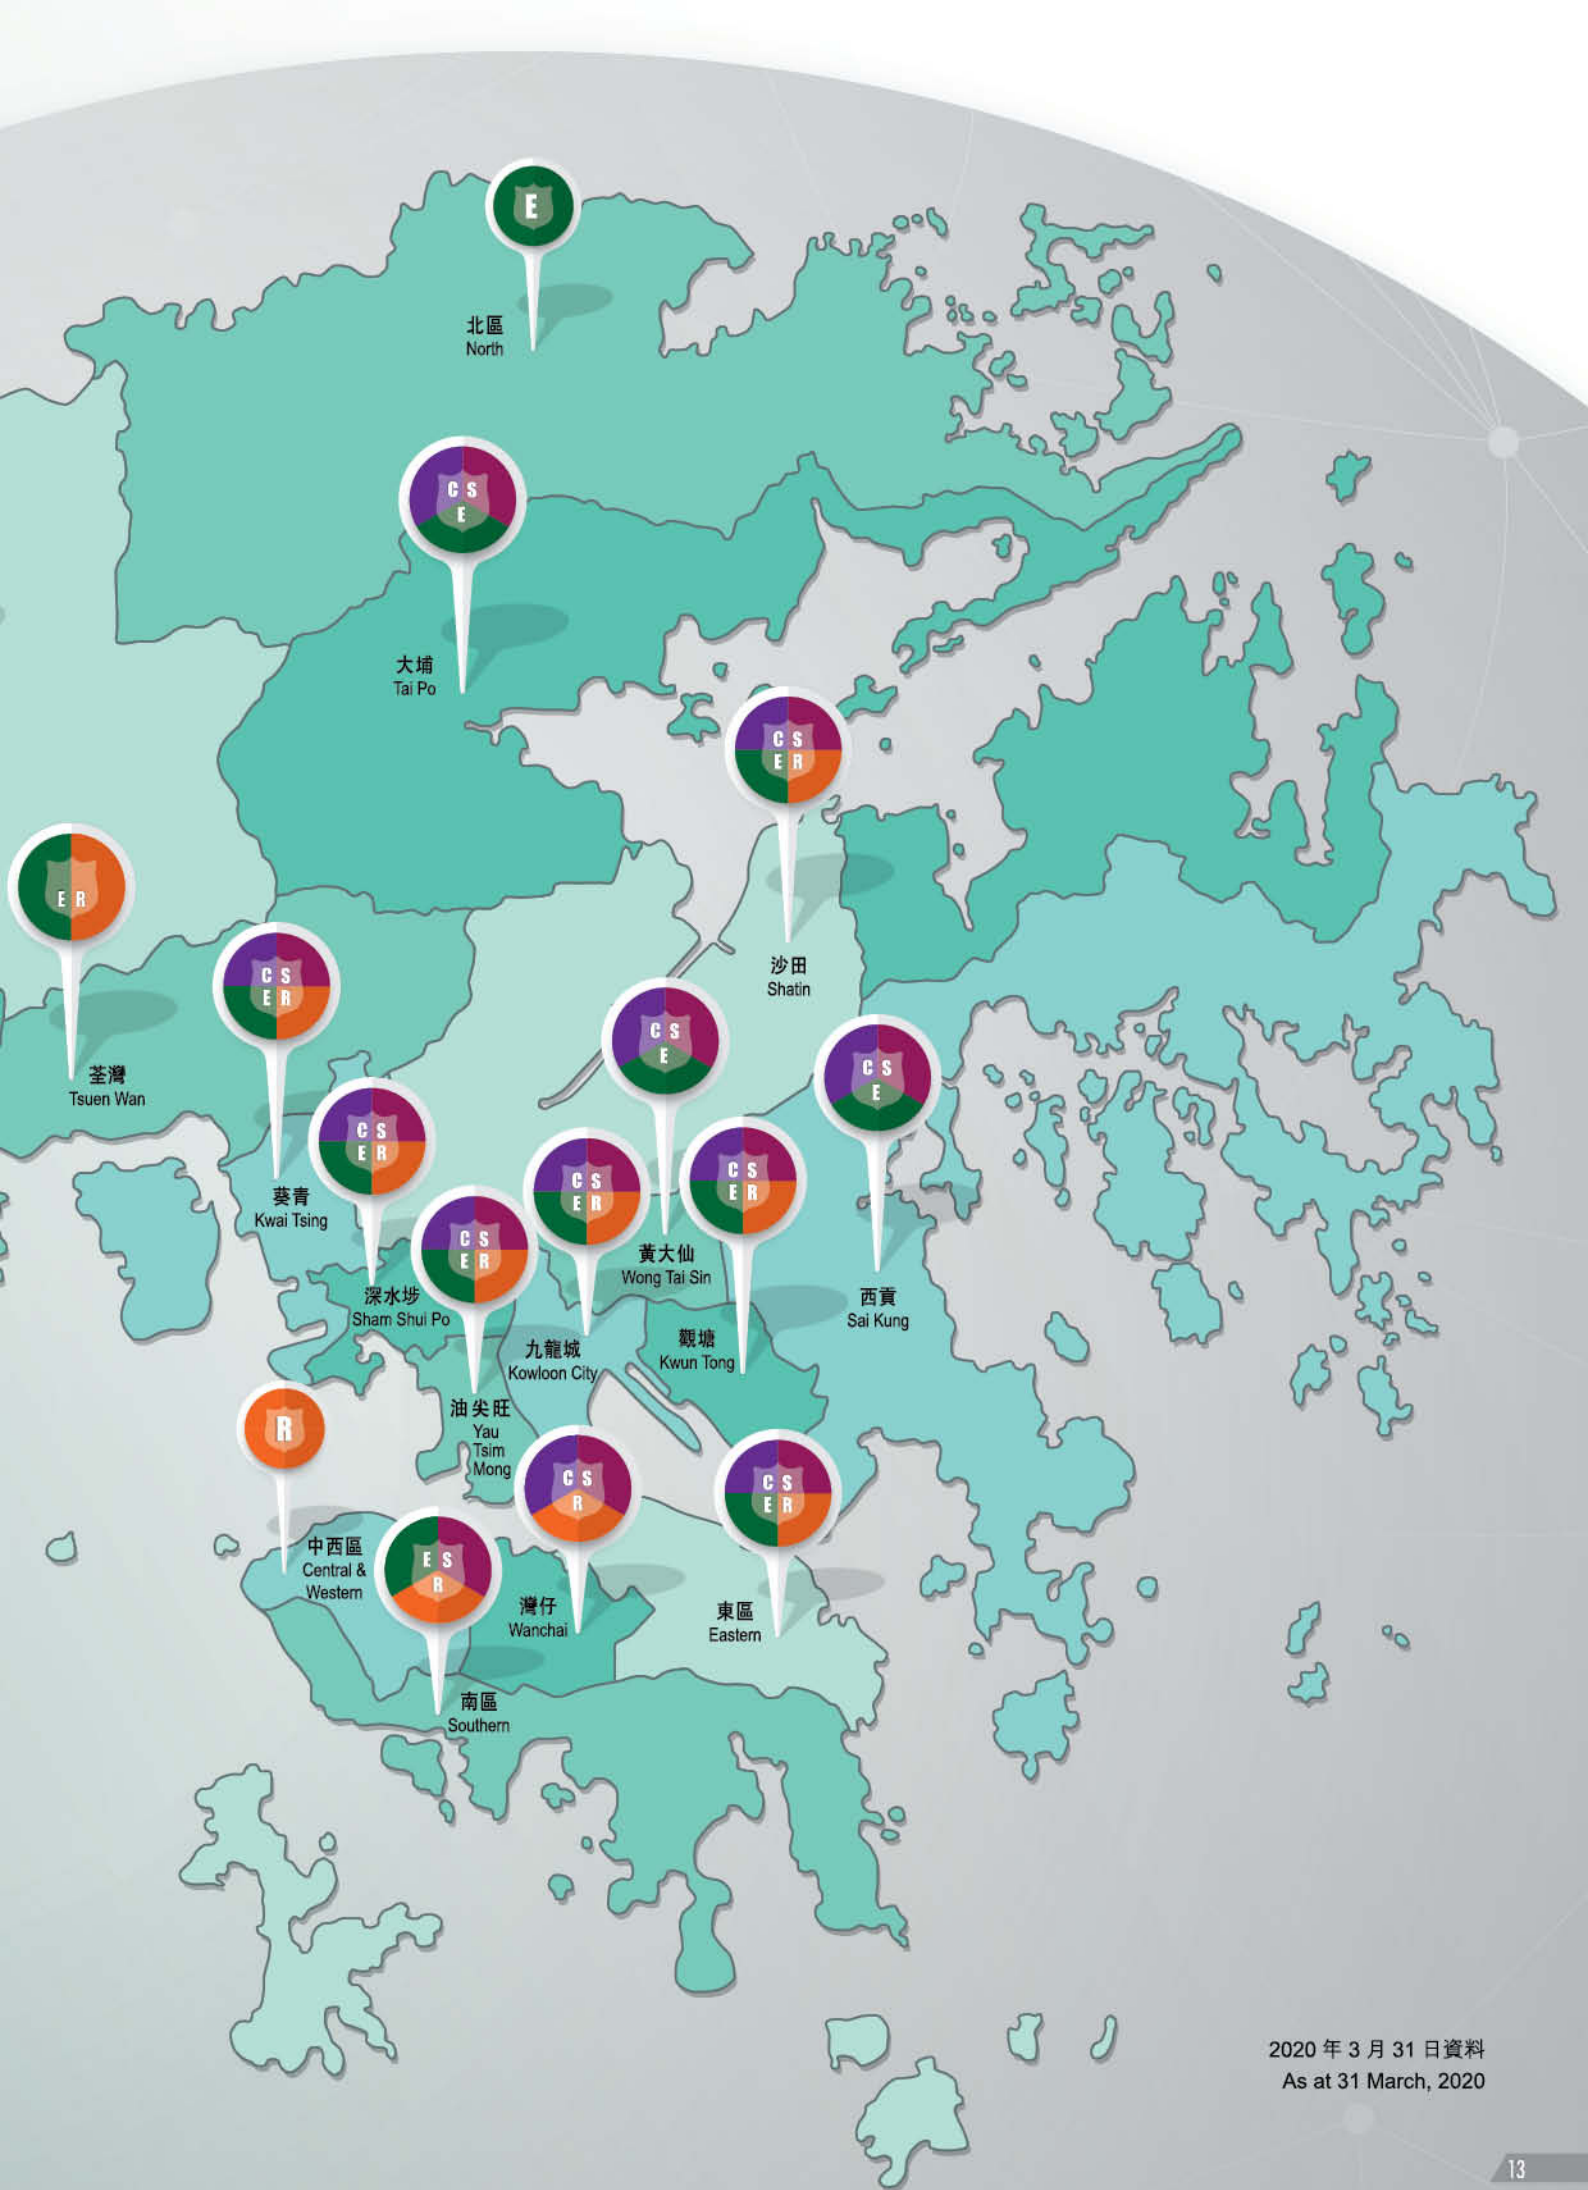 E
北區
North
C S
E
大埔
Tai Po
C S
E R
沙田
Shatin
E R
荃灣
Tsuen Wan
C S
E R
葵青
Kwai Tsing
C S
E
黃大仙
Wong Tai Sin
C S
E
西貢
Sai Kung
C S
E R
深水埗
Sham Shui Po
C S
E R
九龍城
Kowloon City
C S
E R
觀塘
Kwun Tong
C S
E R
油尖旺
Yau
Tsim
Mong
R
中西區
Central &
Western
C S
R
灣仔
Wanchai
C S
E R
東區
Eastern
E S
R
南區
Southern
2020 年 3 月 31 日資料
As at 31 March, 2020
13